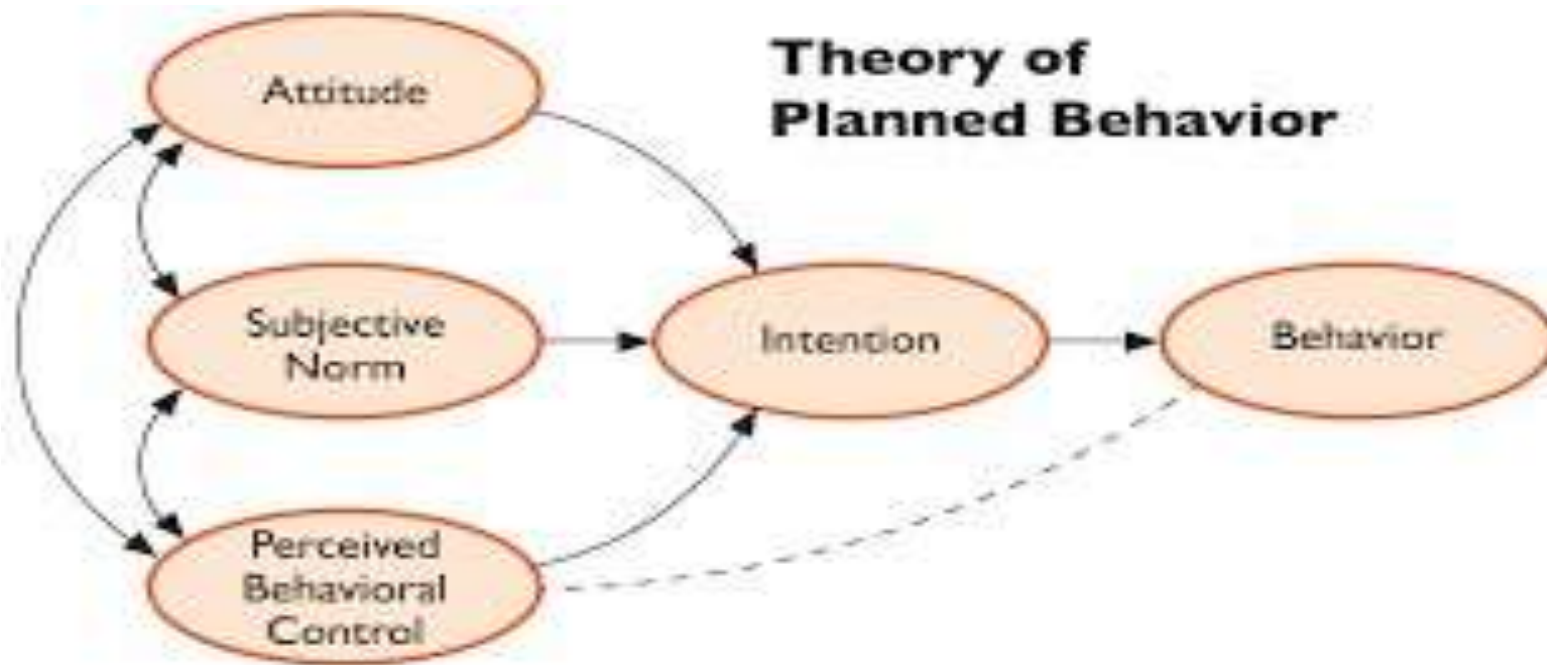 Theory of
Planned Behavior
Attitude
Subjective
Norm
Intention
Behavior
Perceived
Behavioral
Control